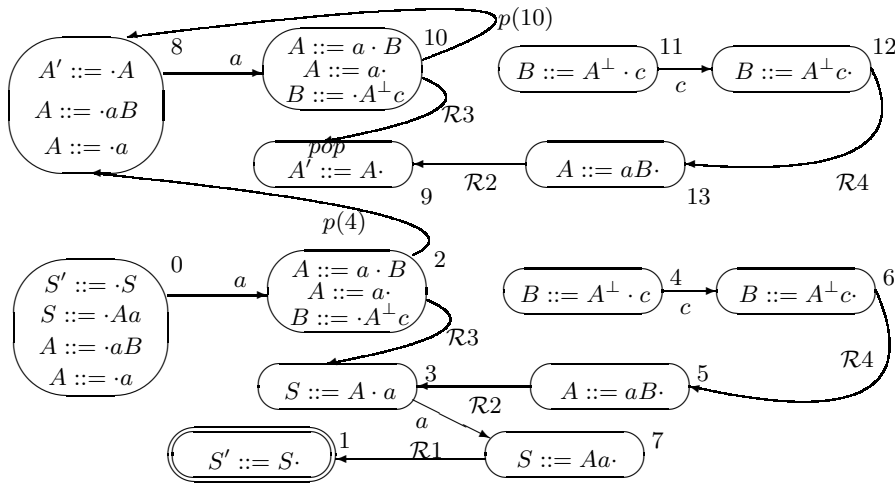 p(10)
8
A' ::= ·A
A ::= ·aB
A ::= ·a
a
10
A ::= a · B
A ::= a·
B ::= ·A⊥c
11
B ::= A⊥ · c
c
12
B ::= A⊥c·
R3
pop
A' ::= A·
9
R2
A ::= aB·
13
R4
p(4)
0
S' ::= ·S
S ::= ·Aa
A ::= ·aB
A ::= ·a
a
2
A ::= a · B
A ::= a·
B ::= ·A⊥c
4
B ::= A⊥ · c
c
6
B ::= A⊥c·
R3
R4
3
S ::= A · a
R2
5
A ::= aB·
a
1
S' ::= S·
R1
7
S ::= Aa·